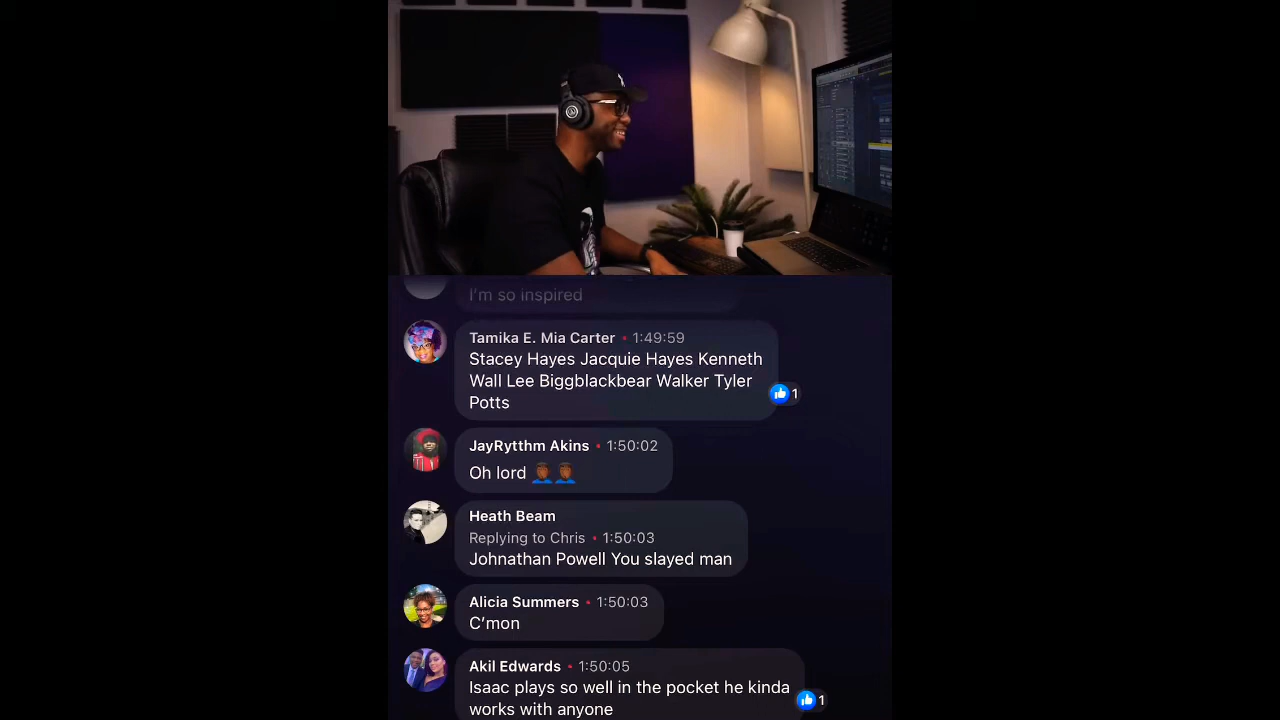 I'm so inspired
Tamika E. Mia Carter • 1:49:59
Stacey Hayes Jacquie Hayes Kenneth
Wall Lee Biggblackbear Walker Tyler
Potts
1
JayRytthm Akins • 1:50:02
Oh lord 🤦🏾‍♂️🤦🏾‍♂️
Heath Beam
Replying to Chris • 1:50:03
Johnathan Powell You slayed man
Alicia Summers • 1:50:03
C'mon
Akil Edwards • 1:50:05
Isaac plays so well in the pocket he kinda
works with anyone
1